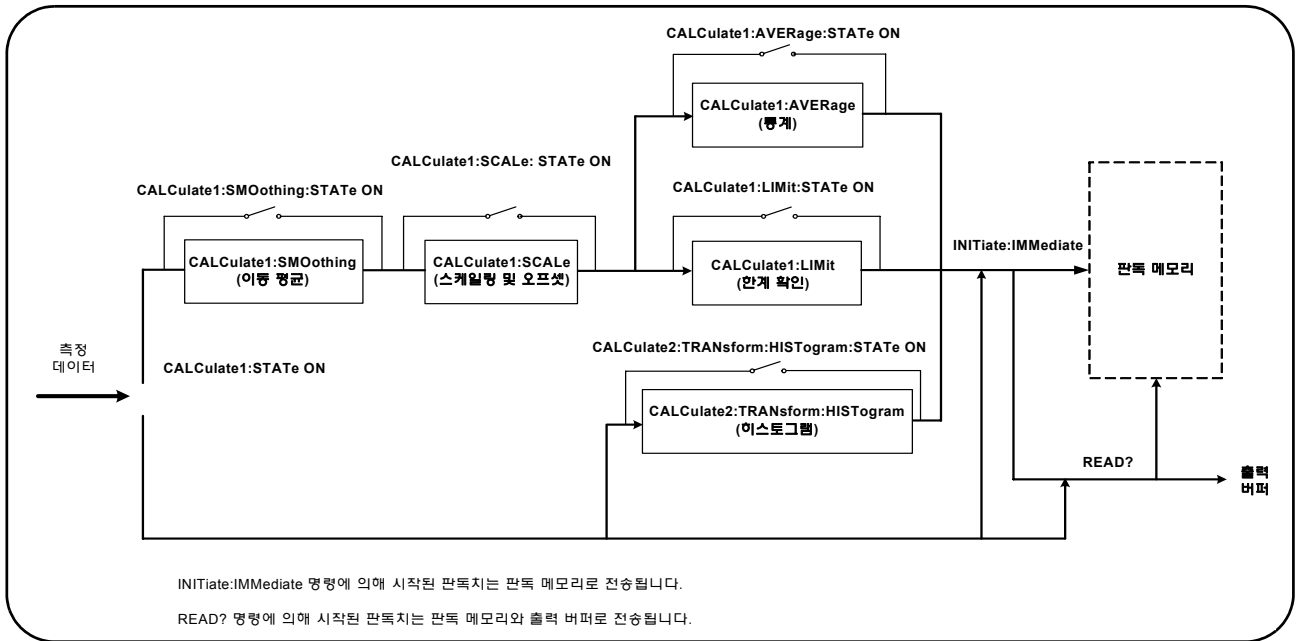 CALCulate1:AVERage:STATe ON
CALCulate1:AVERage
(통계)
CALCulate1:SCALe: STATe ON
CALCulate1:SMOothing:STATe ON
CALCulate1:LIMit:STATe ON
INITiate:IMMediate
CALCulate1:SMOothing
(이동 평균)
CALCulate1:SCALe
(스케일링 및 오프셋)
CALCulate1:LIMit
(한계 확인)
판독 메모리
측정
데이터
CALCulate1:STATe ON
CALCulate2:TRANsform:HISTogram:STATe ON
CALCulate2:TRANsform:HISTogram
(히스토그램)
READ?
출력
버퍼
INITiate:IMMediate 명령에 의해 시작된 판독치는 판독 메모리로 전송됩니다.
READ? 명령에 의해 시작된 판독치는 판독 메모리와 출력 버퍼로 전송됩니다.